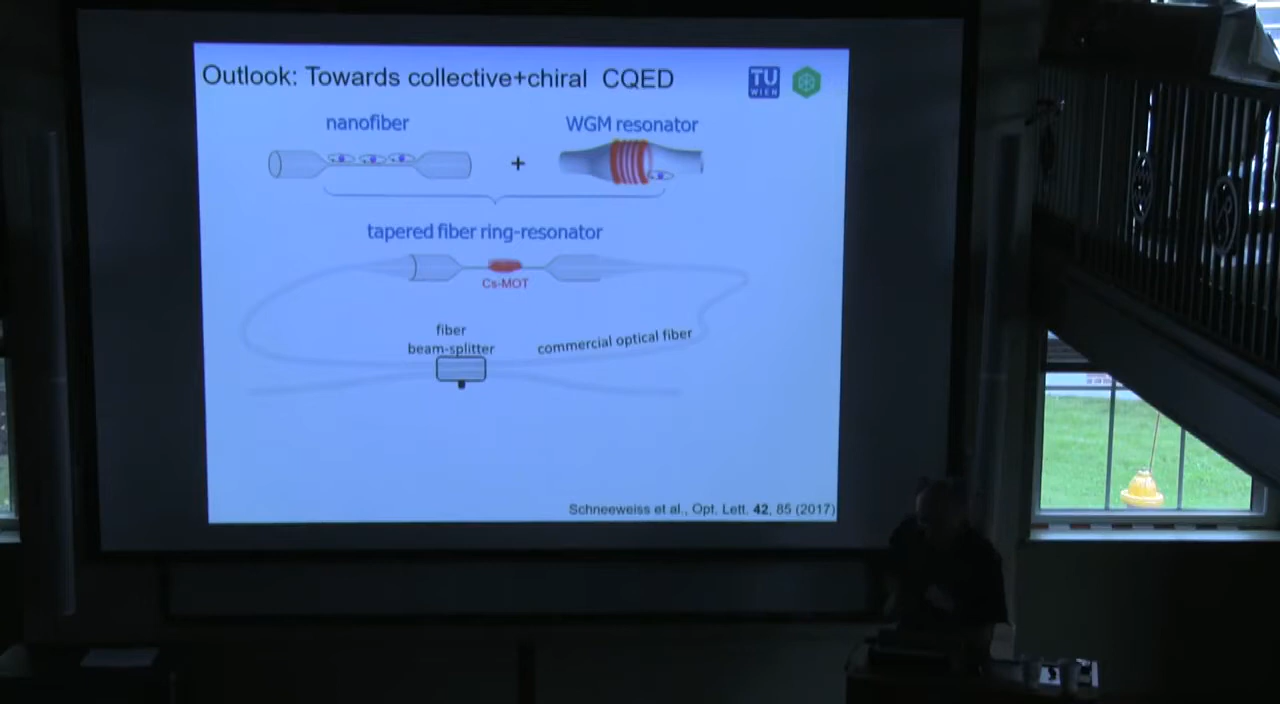 Outlook: Towards collective+chiral CQED
TU
WIEN
nanofiber
WGM resonator
+
tapered fiber ring-resonator
Cs-MOT
fiber
beam-splitter
commercial optical fiber
Schneeweiss et al., Opt. Lett. 42, 85 (2017)